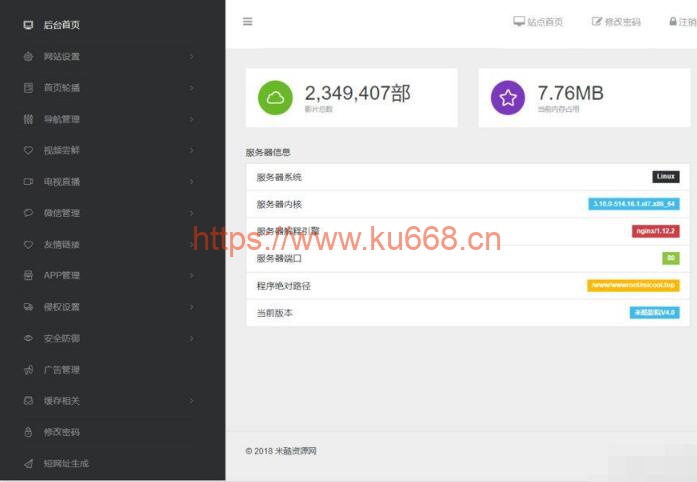 后台首页
网站设置
首页轮播
导航管理
视频尝鲜
电视直播
微信管理
友情链接
APP管理
侵权设置
安全防御
广告管理
缓存相关
修改密码
短网址生成
站点首页
修改密码
注销
2,349,407部
影片总数
7.76MB
当前内存占用
服务器信息
服务器系统 Linux
服务器内核 3.10.0-514.16.1.el7.x86_64
服务器解释引擎 nginx/1.12.2
服务器端口 80
程序绝对路径
当前版本 米酷影视V4.0
https://www.ku668.cn
© 2018 米酷资源网